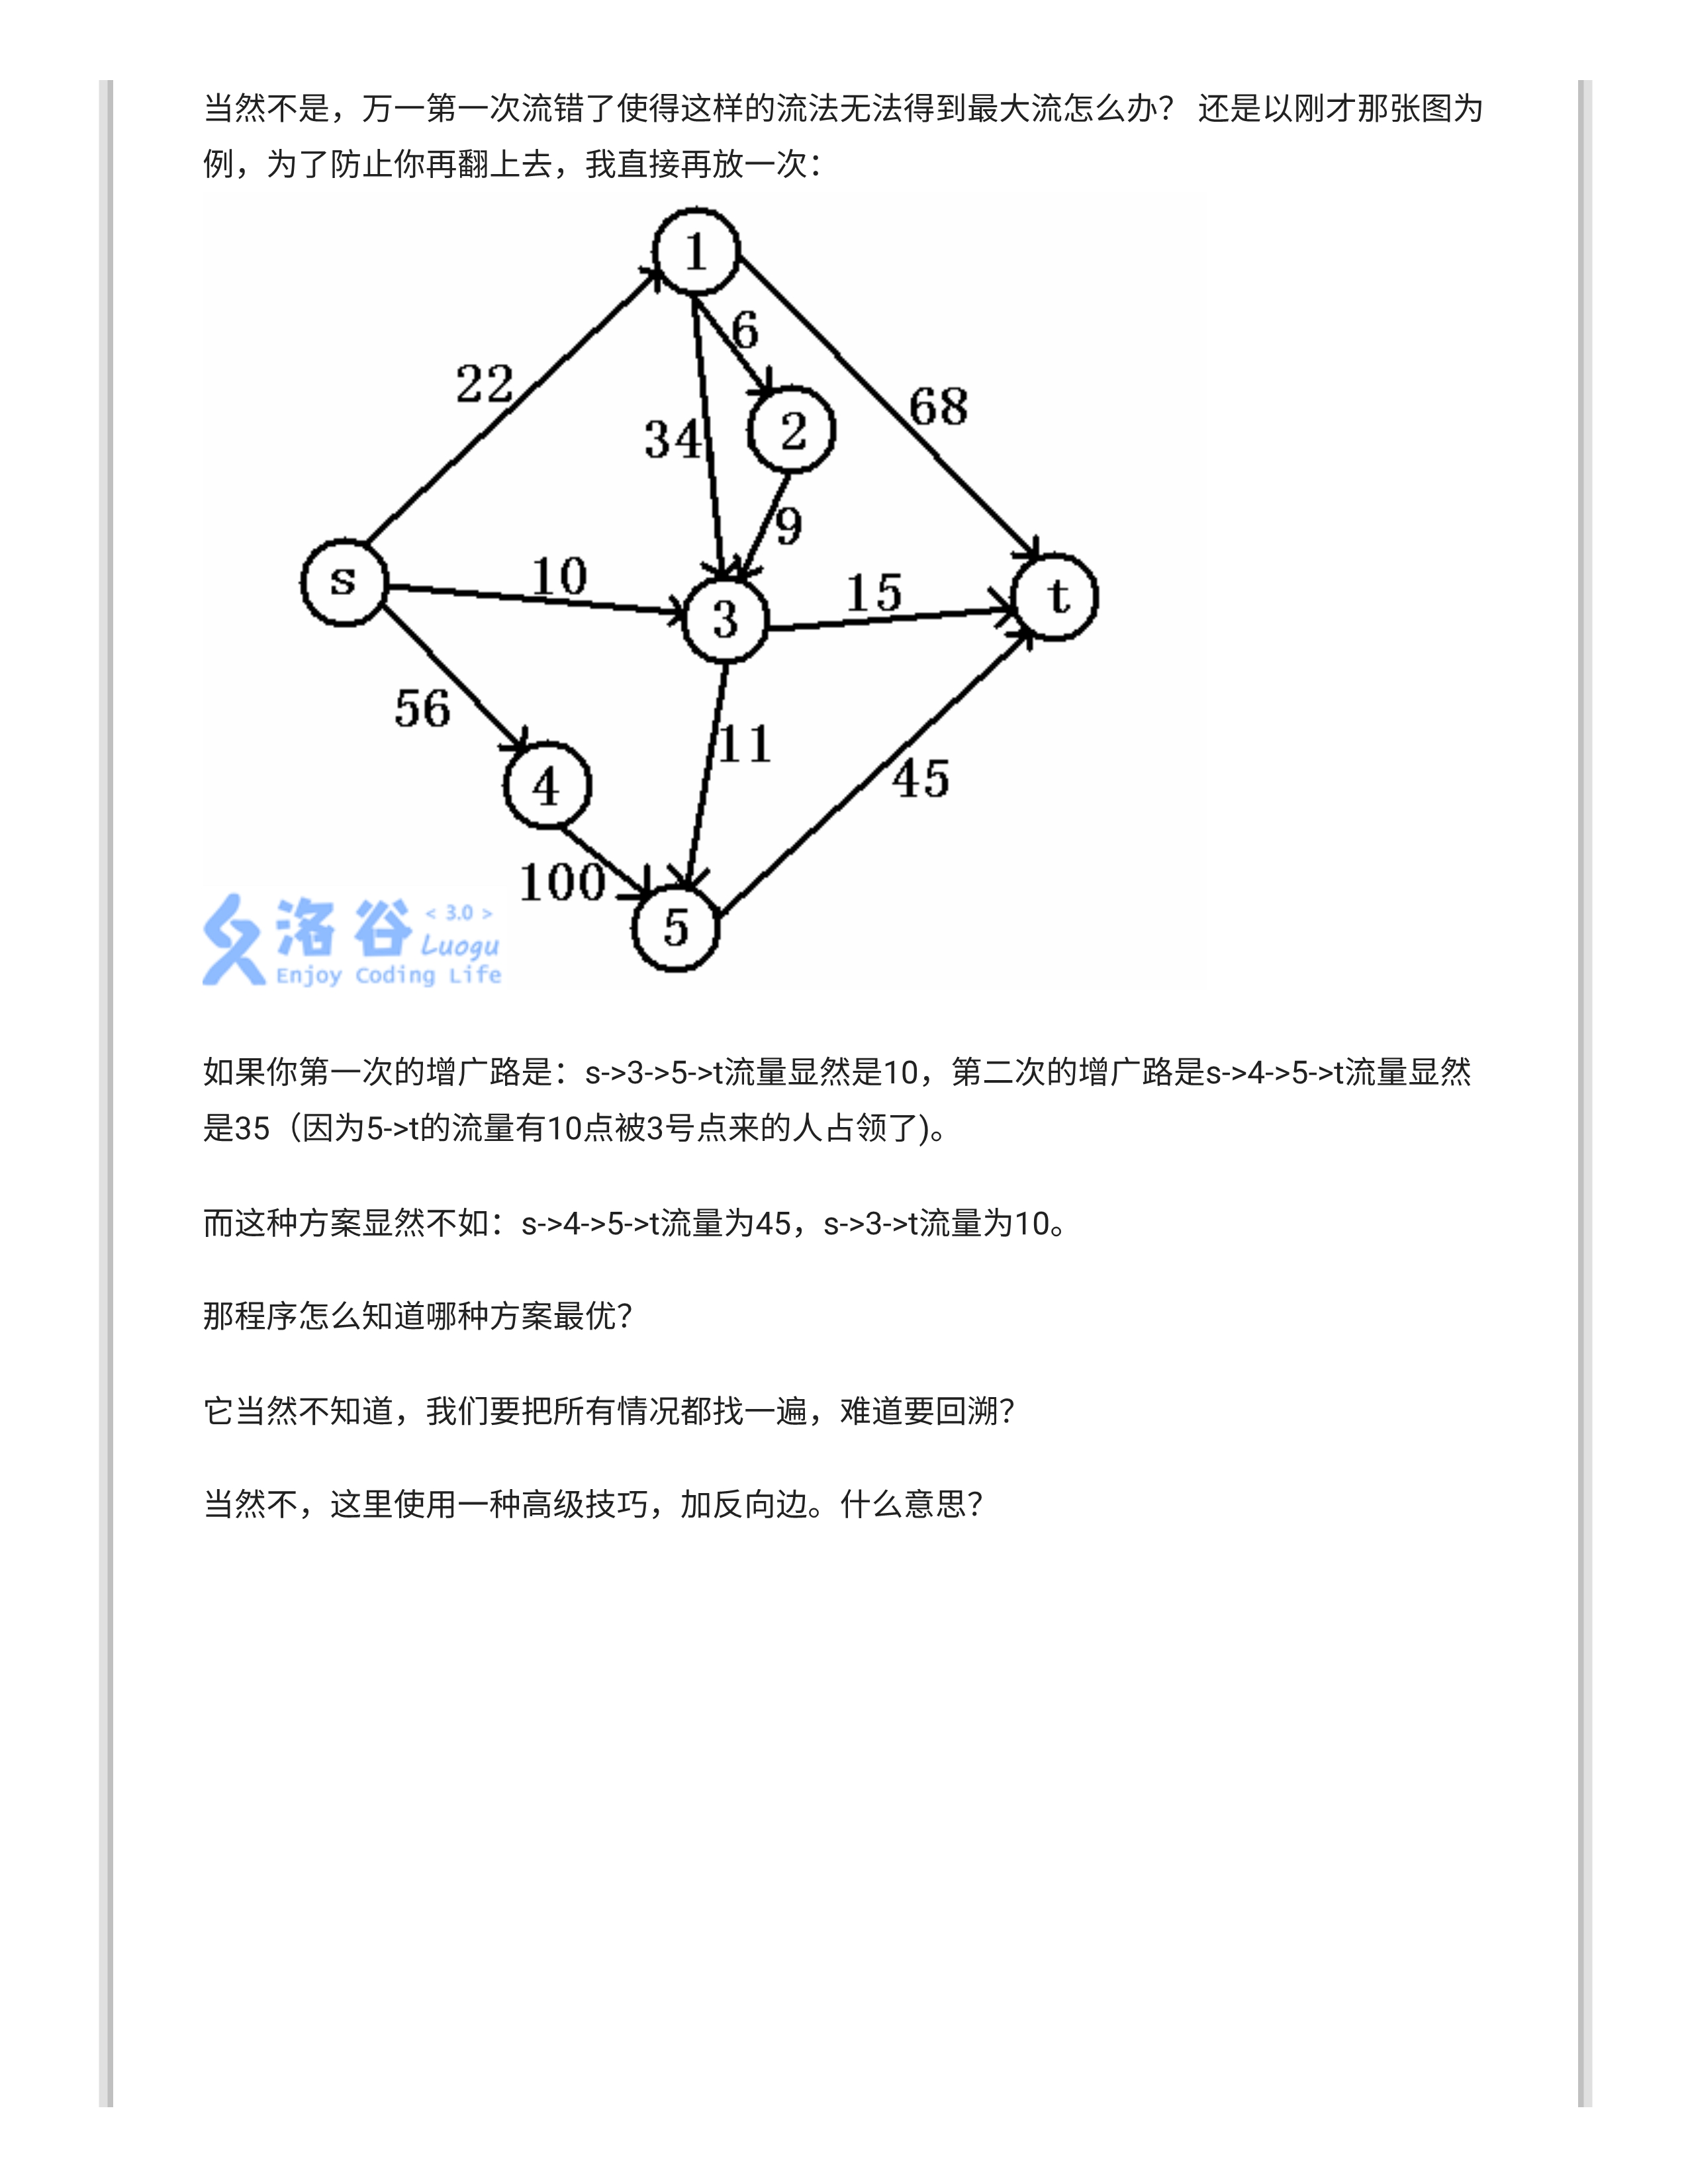 当然不是，万一第一次流错了使得这样的流法无法得到最大流怎么办？ 还是以刚才那张图为
例，为了防止你再翻上去，我直接再放一次：
1
6
22
68
34
2
9
s
10
15
t
3
56
11
4
45
100
5
洛谷 < 3.0 >
Luogu
Enjoy Coding Life
如果你第一次的增广路是：s->3->5->t流量显然是10，第二次的增广路是s->4->5->t流量显然
是35（因为5->t的流量有10点被3号点来的人占领了)。
而这种方案显然不如：s->4->5->t流量为45，s->3->t流量为10。
那程序怎么知道哪种方案最优？
它当然不知道，我们要把所有情况都找一遍，难道要回溯？
当然不，这里使用一种高级技巧，加反向边。什么意思？